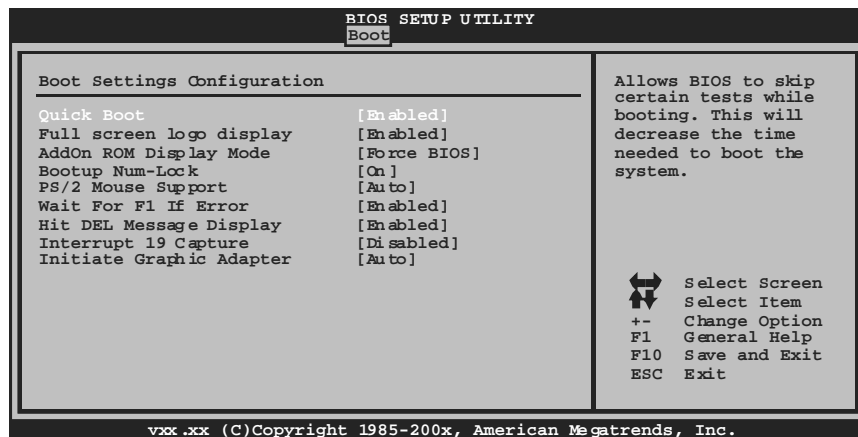 BIOS SETUP UTILITY
Boot
Boot Settings Configuration
Quick Boot [Enabled]
Full screen logo display [Enabled]
AddOn ROM Display Mode [Force BIOS]
Bootup Num-Lock [On]
PS/2 Mouse Support [Auto]
Wait For F1 If Error [Enabled]
Hit DEL Message Display [Enabled]
Interrupt 19 Capture [Disabled]
Initiate Graphic Adapter [Auto]
Allows BIOS to skip
certain tests while
booting. This will
decrease the time
needed to boot the
system.
Select Screen
Select Item
+- Change Option
F1 General Help
F10 Save and Exit
ESC Exit
vxx.xx (C)Copyright 1985-200x, American Megatrends, Inc.